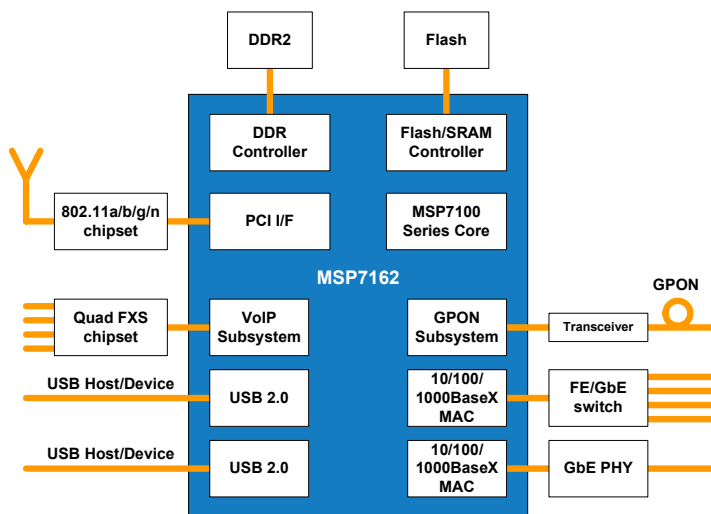 DDR2
Flash
DDR
Controller
Flash/SRAM
Controller
802.11a/b/g/n
chipset
PCI I/F
MSP7100
Series Core
MSP7162
GPON
Quad FXS
chipset
VoIP
Subsystem
GPON
Subsystem
Transceiver
USB Host/Device
USB 2.0
10/100/
1000BaseX
MAC
FE/GbE
switch
USB Host/Device
USB 2.0
10/100/
1000BaseX
MAC
GbE PHY